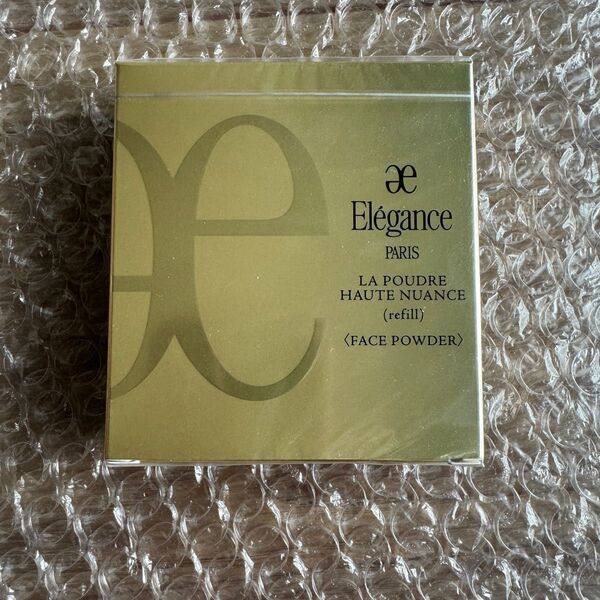 æ
Elégance
PARIS
LA POUDRE
HAUTE NUANCE
(refill)
〈FACE POWDER〉